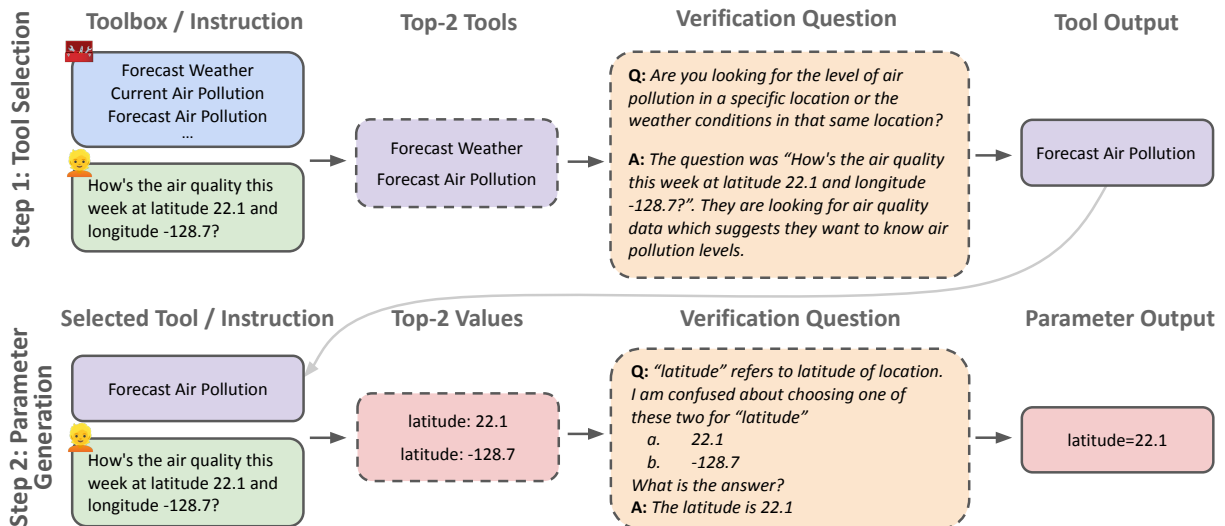 Step 1: Tool Selection
Toolbox / Instruction
Forecast Weather
Current Air Pollution
Forecast Air Pollution
...
How's the air quality this
week at latitude 22.1 and
longitude -128.7?
Top-2 Tools
Forecast Weather
Forecast Air Pollution
Verification Question
Q: Are you looking for the level of air
pollution in a specific location or the
weather conditions in that same location?
A: The question was “How's the air quality
this week at latitude 22.1 and longitude
-128.7?”. They are looking for air quality
data which suggests they want to know air
pollution levels.
Tool Output
Forecast Air Pollution
Step 2: Parameter
Generation
Selected Tool / Instruction
Forecast Air Pollution
How's the air quality this
week at latitude 22.1 and
longitude -128.7?
Top-2 Values
latitude: 22.1
latitude: -128.7
Verification Question
Q: “latitude” refers to latitude of location.
I am confused about choosing one of
these two for “latitude”
a. 22.1
b. -128.7
What is the answer?
A: The latitude is 22.1
Parameter Output
latitude=22.1